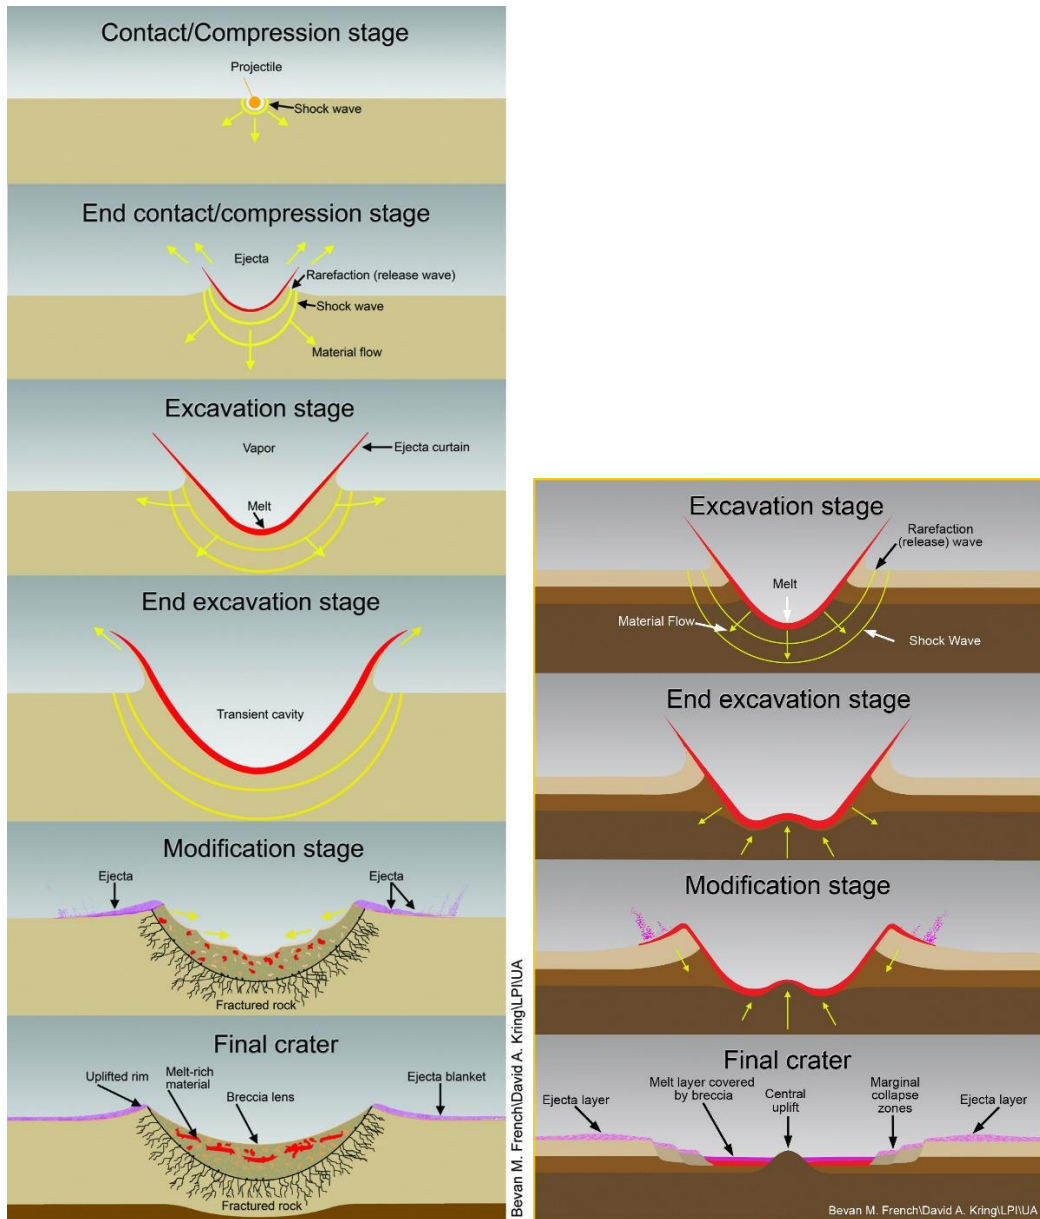 Contact/Compression stage
Projectile
Shock wave
End contact/compression stage
Ejecta
Rarefaction (release wave)
Shock wave
Material flow
Excavation stage
Vapor
Ejecta curtain
Melt
End excavation stage
Transient cavity
Modification stage
Ejecta
Ejecta
Fractured rock
Final crater
Uplifted rim
Melt-rich
material
Breccia lens
Ejecta blanket
Fractured rock
Bevan M. French\David A. Kring\LPI\UA
Excavation stage
Rarefaction
(release) wave
Melt
Material Flow
Shock Wave
End excavation stage
Modification stage
Final crater
Ejecta layer
Melt layer covered
by breccia
Central
uplift
Marginal
collapse
zones
Ejecta layer
Bevan M. French\David A. Kring\LPI\UA